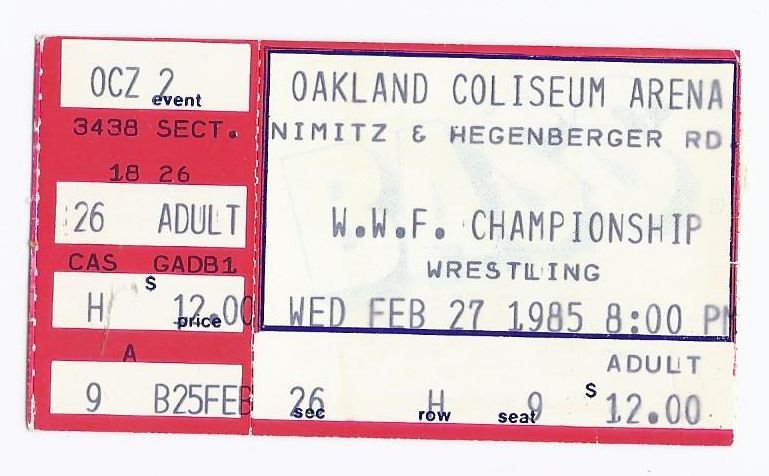 OCZ 2
event
3438 SECT.
18 26
26 ADULT
CAS GADB1
H $ 12.00
price
A
9 B25FEB
OAKLAND COLISEUM ARENA
NIMITZ & HEGENBERGER RD.
W.W.F. CHAMPIONSHIP
WRESTLING
WED FEB 27 1985 8:00 PM
ADULT
26 H 9 $ 12.00
sec row seat